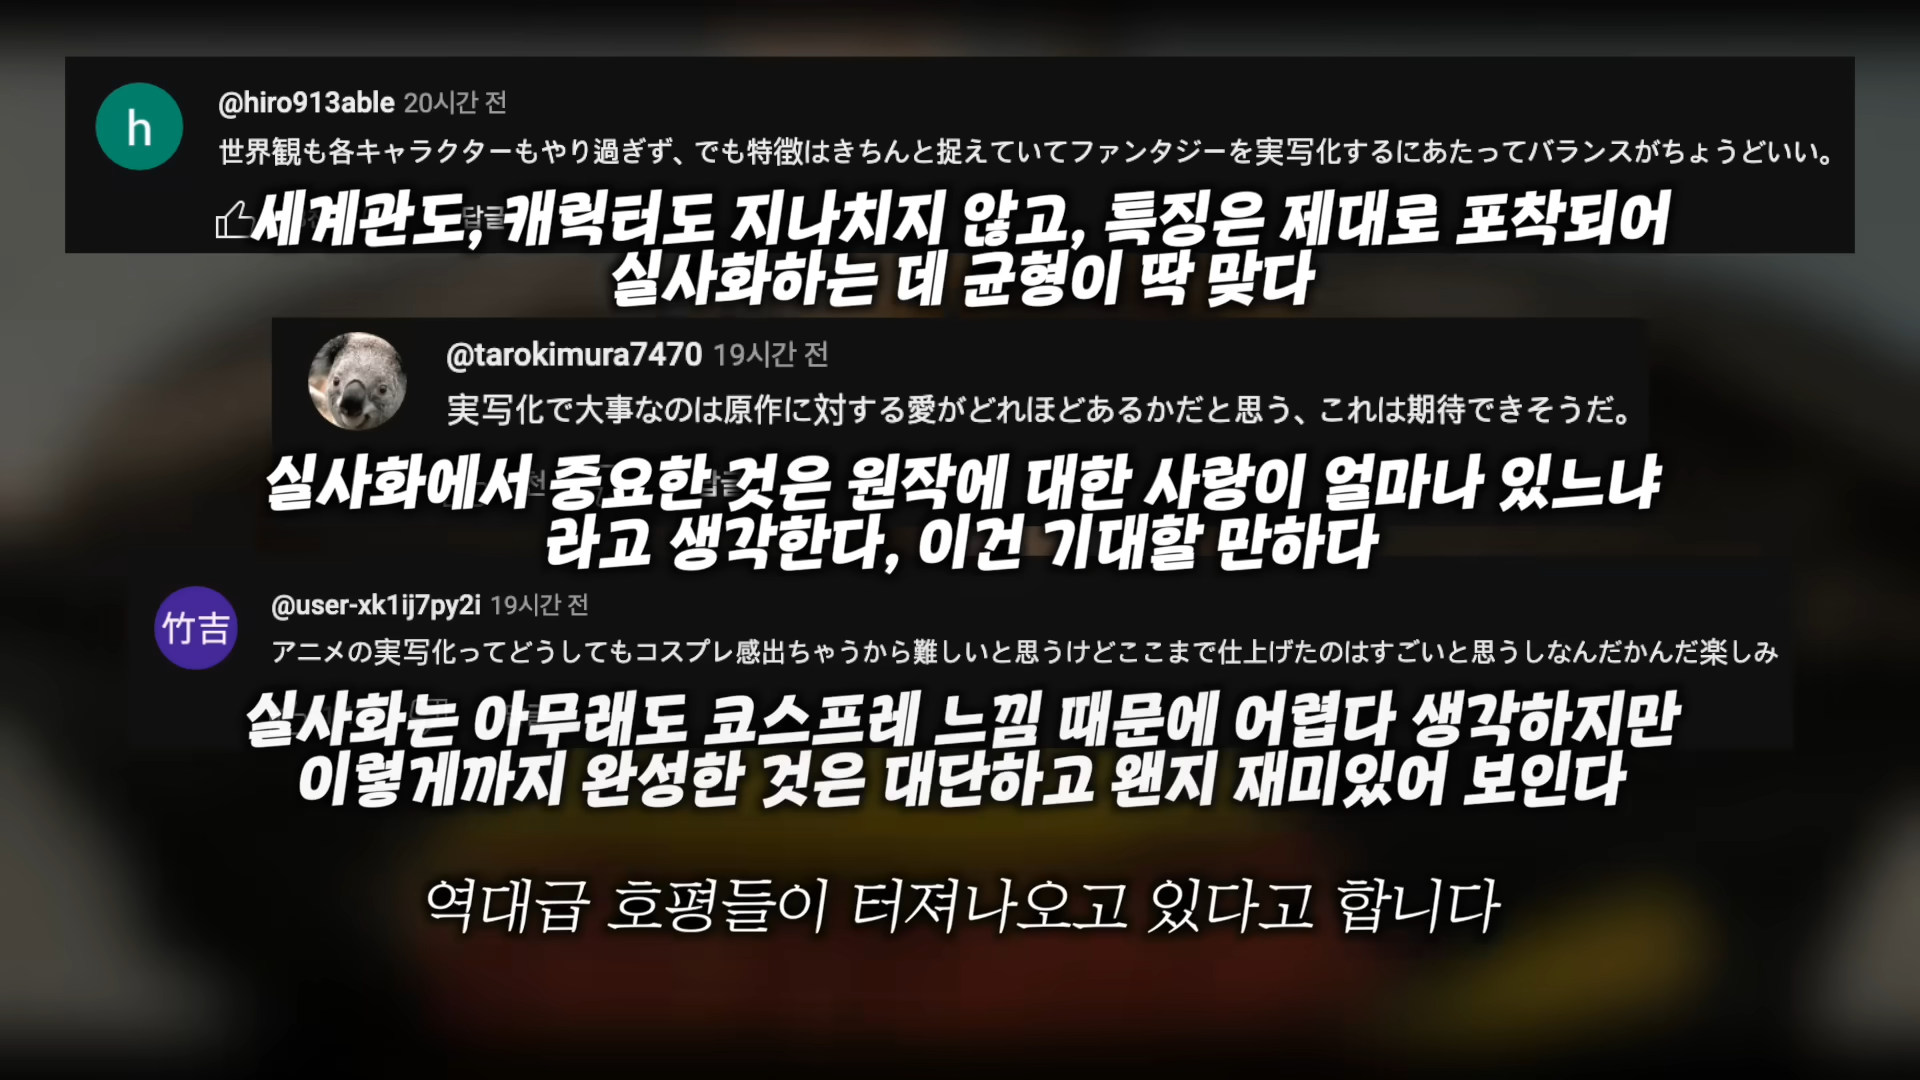 h
@hiro913able 20시간 전
世界観も各キャラクターもやり過ぎず、でも特徴はきちんと捉えていてファンタジーを実写化するにあたってバランスがちょうどいい。
답글
세계관도, 캐릭터도 지나치지 않고, 특징은 제대로 포착되어
실사화하는 데 균형이 딱 맞다
@tarokimura7470 19시간 전
実写化で大事なのは原作に対する愛がどれほどあるかだと思う、これは期待できそうだ。
실사화에서 중요한 것은 원작에 대한 사랑이 얼마나 있느냐
라고 생각한다, 이건 기대할 만하다
竹吉
@user-xk1ij7py2i 19시간 전
アニメの実写化ってどうしてもコスプレ感出ちゃうから難しいと思うけどここまで仕上げたのはすごいと思うしなんだかんだ楽しみ
실사화는 아무래도 코스프레 느낌 때문에 어렵다 생각하지만
이렇게까지 완성한 것은 대단하고 왠지 재미있어 보인다
역대급 호평들이 터져나오고 있다고 합니다